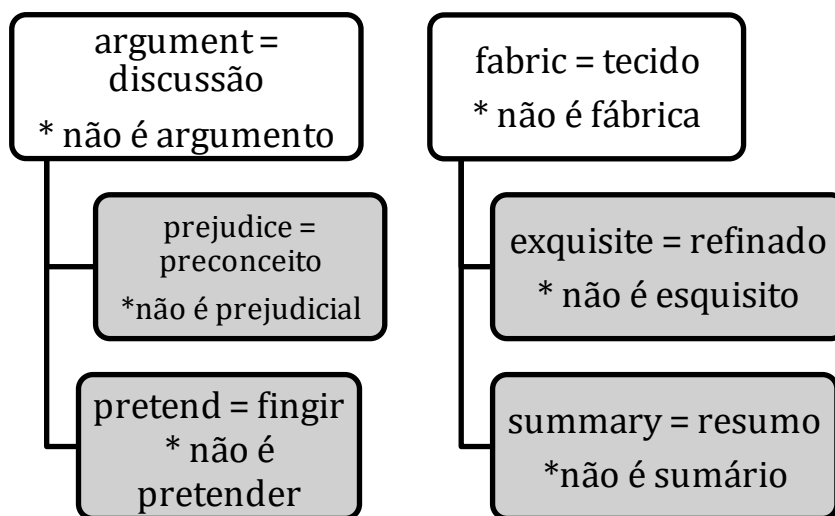 argument =
discussão
* não é argumento
prejudice =
preconceito
*não é prejudicial
pretend = fingir
* não é
pretender
fabric = tecido
* não é fábrica
exquisite = refinado
* não é esquisito
summary = resumo
*não é sumário